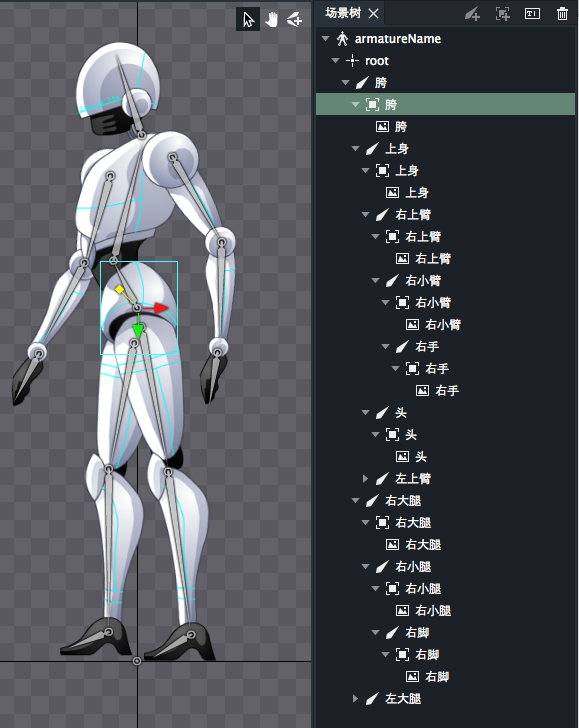 场景树
armatureName
root
胯
胯
胯
上身
上身
上身
右上臂
右上臂
右上臂
右小臂
右小臂
右小臂
右手
右手
右手
头
头
头
左上臂
右大腿
右大腿
右大腿
右小腿
右小腿
右小腿
右脚
右脚
右脚
左大腿